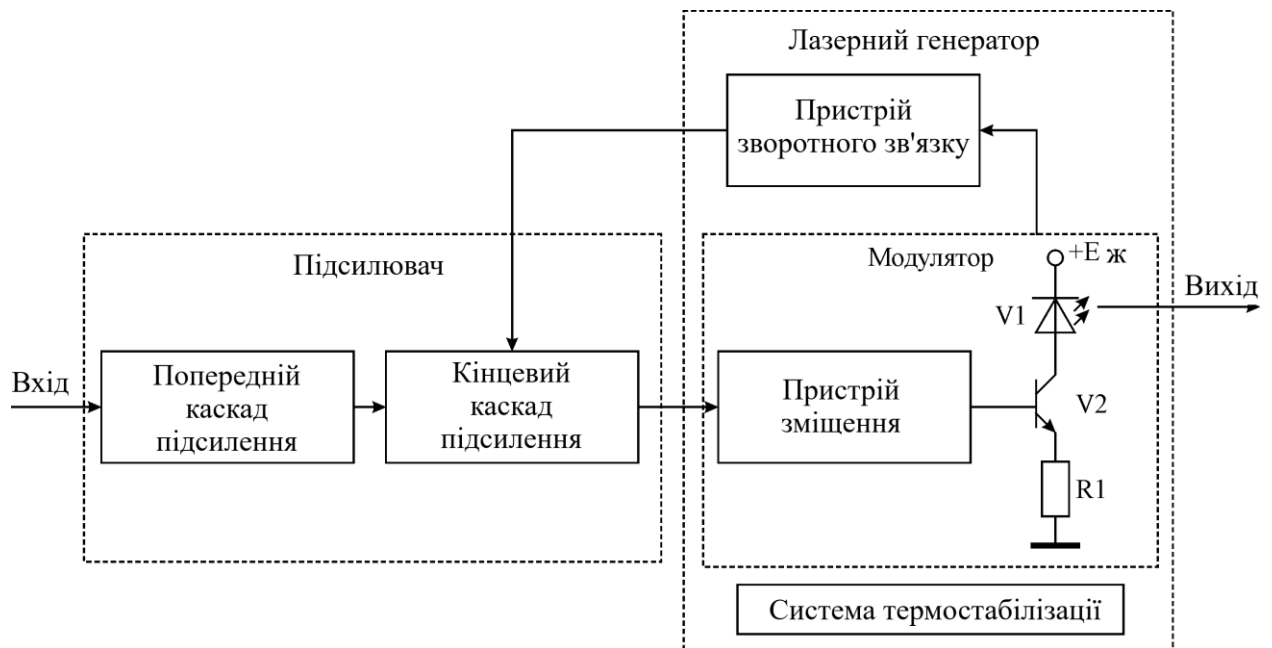 Лазерний генератор
Пристрій
зворотного зв'язку
Підсилювач
Модулятор
+Е ж
V1
Вихід
Вхід
Попередній
каскад
підсилення
Кінцевий
каскад
підсилення
Пристрій
зміщення
V2
R1
Система термостабілізації